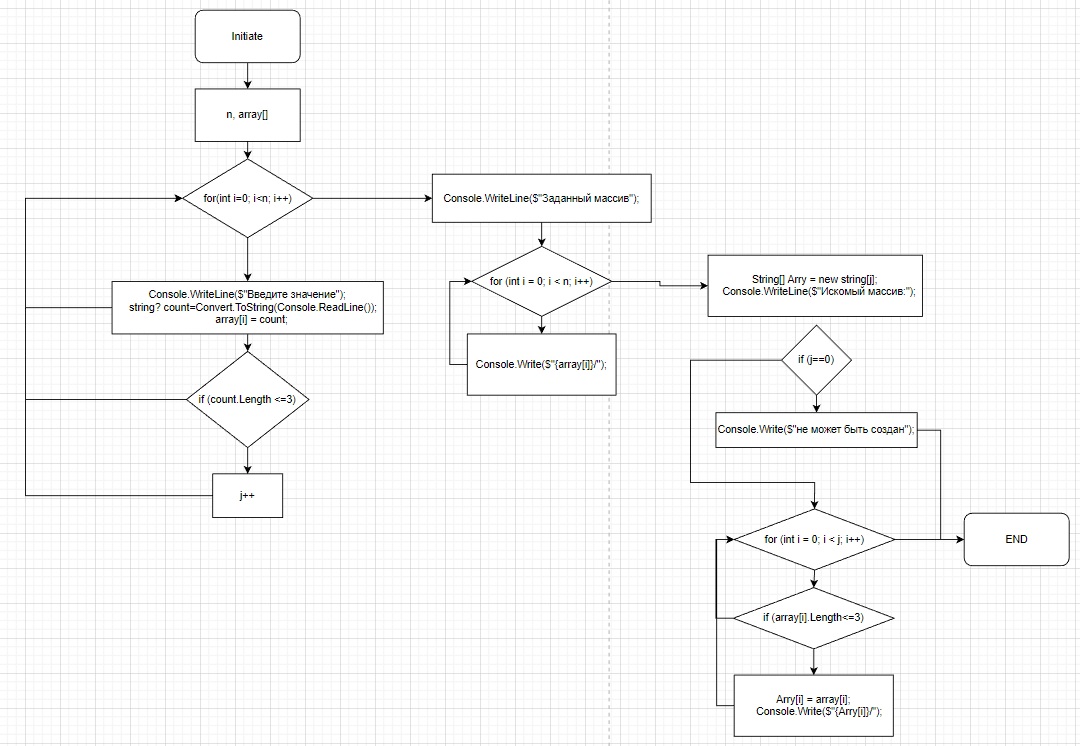 Initiate
n, array[]
for(int i=0; i<n; i++)
Console.WriteLine($"Введите значение");
string? count=Convert.ToString(Console.ReadLine());
array[i] = count;
if (count.Length <=3)
j++
Console.WriteLine($"Заданный массив");
for (int i = 0; i < n; i++)
Console.Write($"{array[i]}/");
String[] Arry = new string[j];
Console.WriteLine($"Искомый массив:");
if (j==0)
Console.Write($"не может быть создан");
for (int i = 0; i < j; i++)
END
if (array[i].Length<=3)
Arry[i] = array[i];
Console.Write($"{Arry[i]}/");